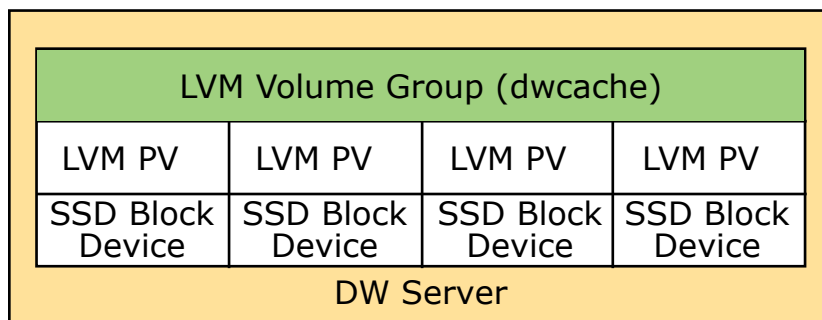 LVM Volume Group (dwcache)
LVM PV LVM PV LVM PV LVM PV
SSD Block SSD Block SSD Block SSD Block
Device Device Device Device
DW Server